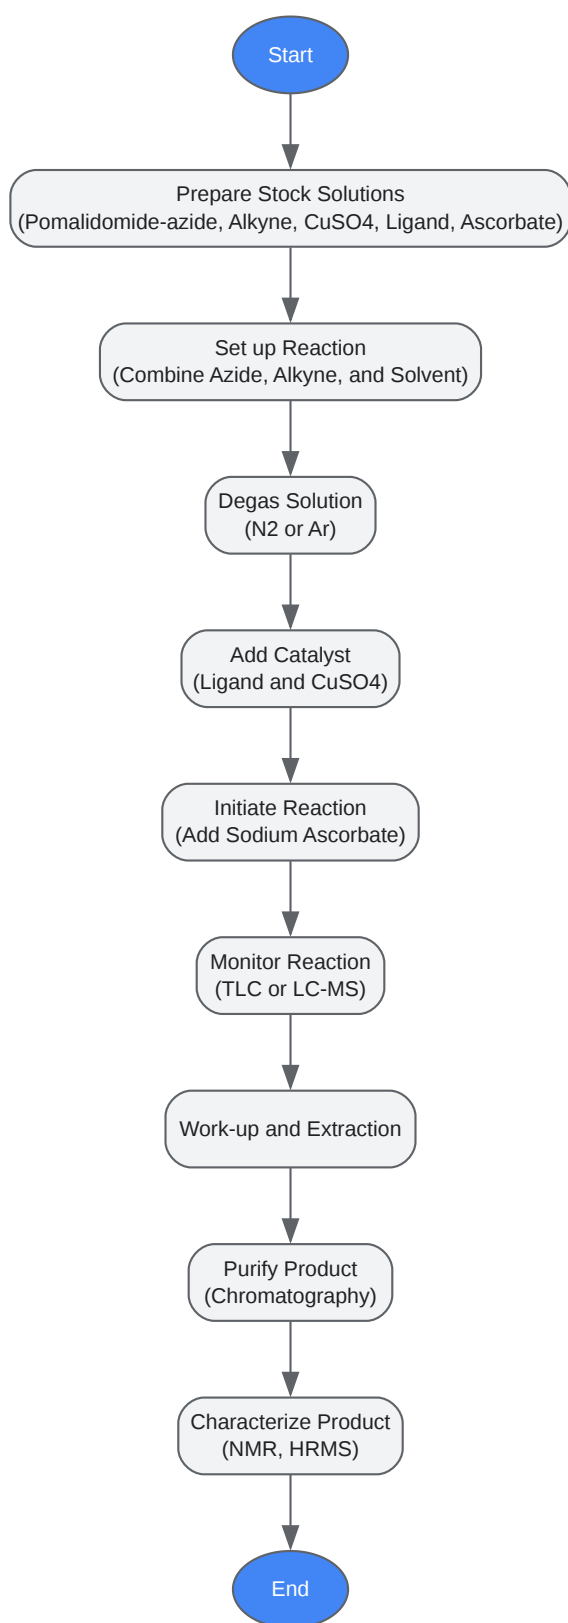 Start
Prepare Stock Solutions
(Pomalidomide-azide, Alkyne, CuSO4, Ligand, Ascorbate)
Set up Reaction
(Combine Azide, Alkyne, and Solvent)
Degas Solution
(N2 or Ar)
Add Catalyst
(Ligand and CuSO4)
Initiate Reaction
(Add Sodium Ascorbate)
Monitor Reaction
(TLC or LC-MS)
Work-up and Extraction
Purify Product
(Chromatography)
Characterize Product
(NMR, HRMS)
End